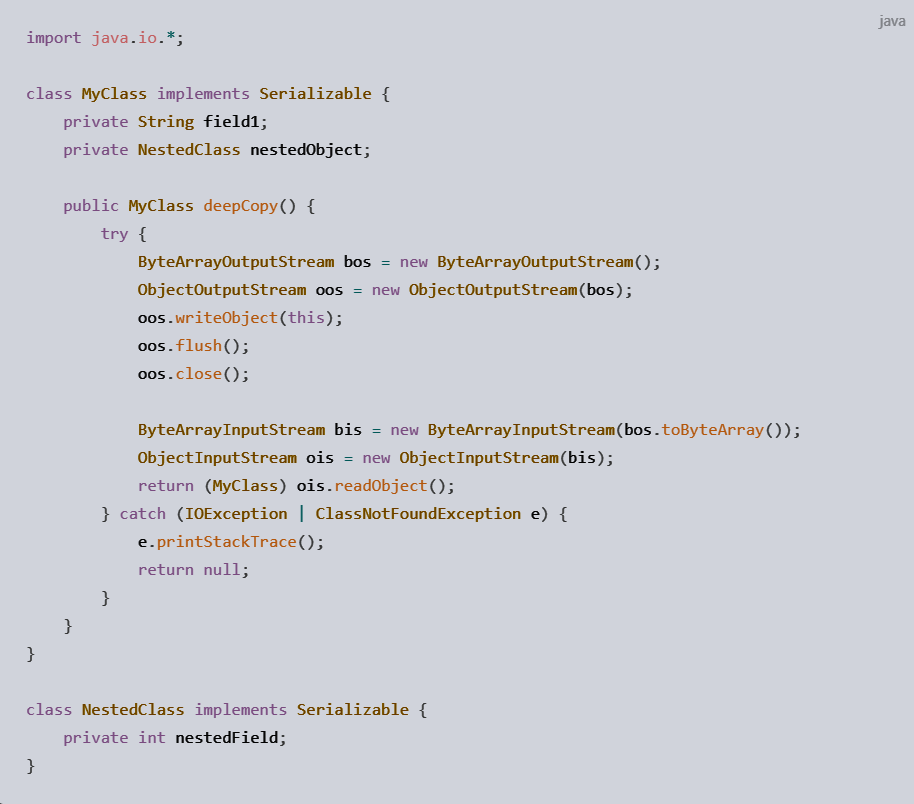 java
import java.io.*;

class MyClass implements Serializable {
    private String field1;
    private NestedClass nestedObject;

    public MyClass deepCopy() {
        try {
            ByteArrayOutputStream bos = new ByteArrayOutputStream();
            ObjectOutputStream oos = new ObjectOutputStream(bos);
            oos.writeObject(this);
            oos.flush();
            oos.close();

            ByteArrayInputStream bis = new ByteArrayInputStream(bos.toByteArray());
            ObjectInputStream ois = new ObjectInputStream(bis);
            return (MyClass) ois.readObject();
        } catch (IOException | ClassNotFoundException e) {
            e.printStackTrace();
            return null;
        }
    }
}

class NestedClass implements Serializable {
    private int nestedField;
}